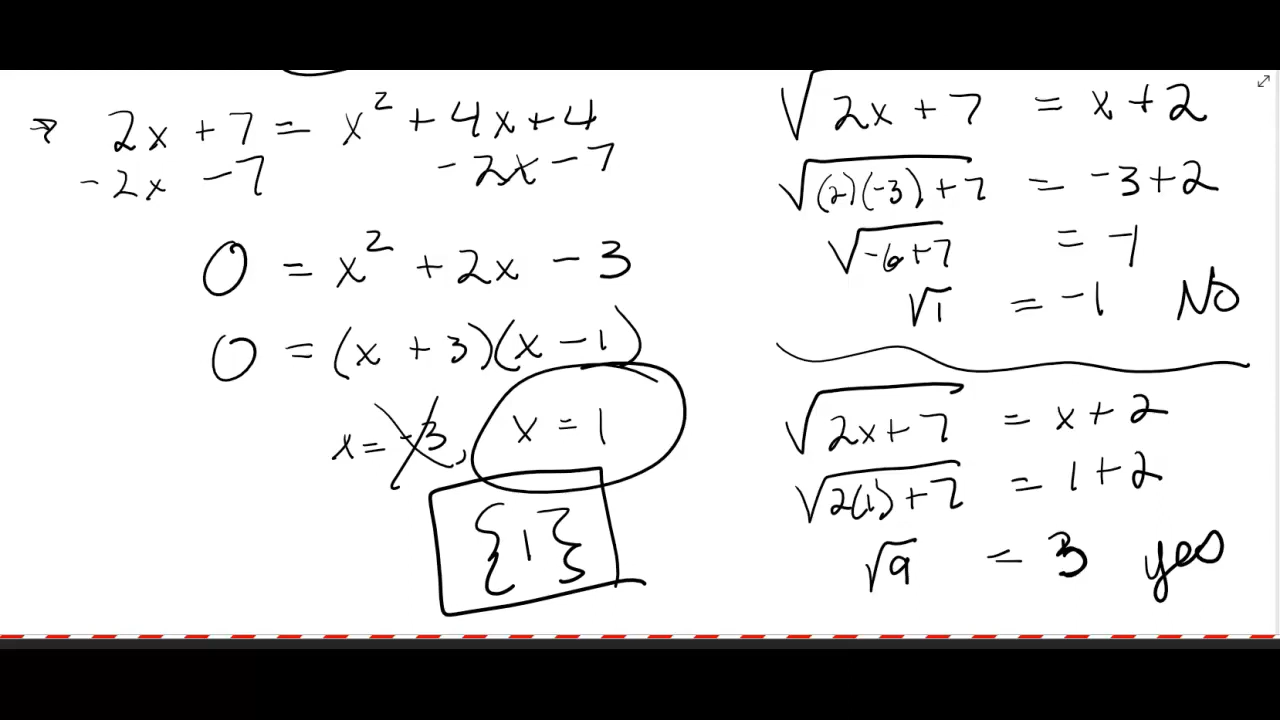 → 2x + 7 = x² + 4x + 4
-2x - 7 - 2x - 7
0 = x² + 2x - 3
0 = (x + 3)(x - 1)
x = -3, x = 1
{1}
√(2x + 7) = x + 2
√((2)(-3) + 7) = -3 + 2
√(-6 + 7) = -1
√1 = -1 No
√(2x + 7) = x + 2
√(2(1) + 7) = 1 + 2
√9 = 3 yes